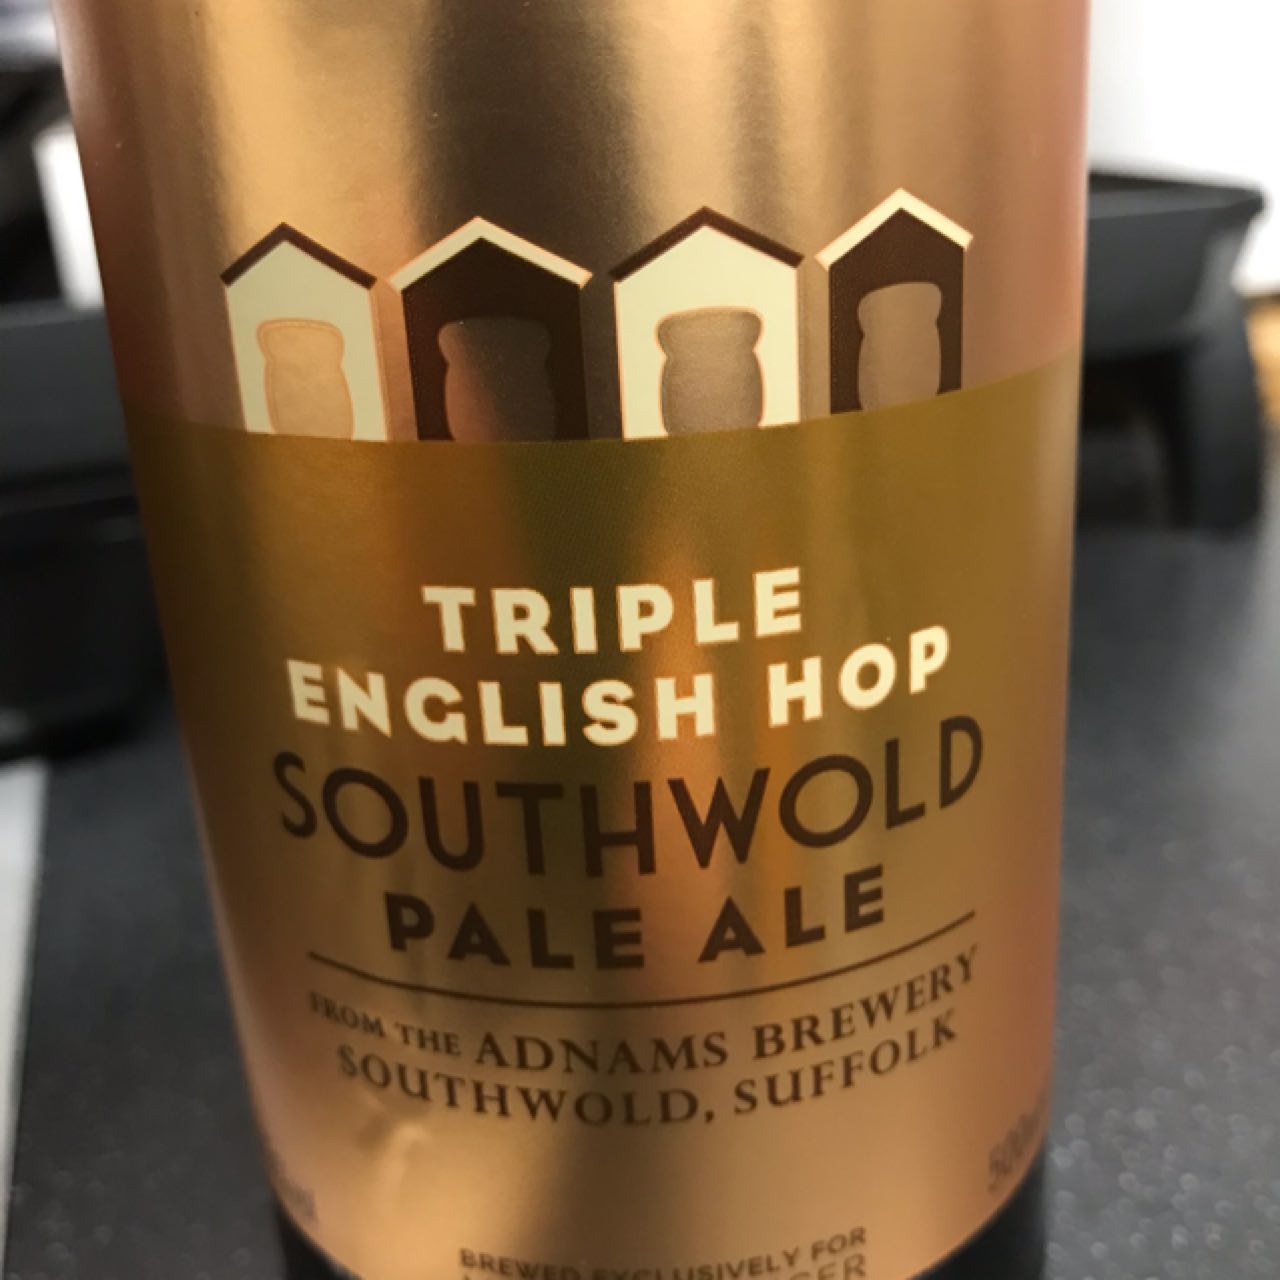 TRIPLE
ENGLISH HOP
SOUTHWOLD
PALE ALE
FROM THE ADNAMS BREWERY
SOUTHWOLD, SUFFOLK
BREWED EXCLUSIVELY FOR